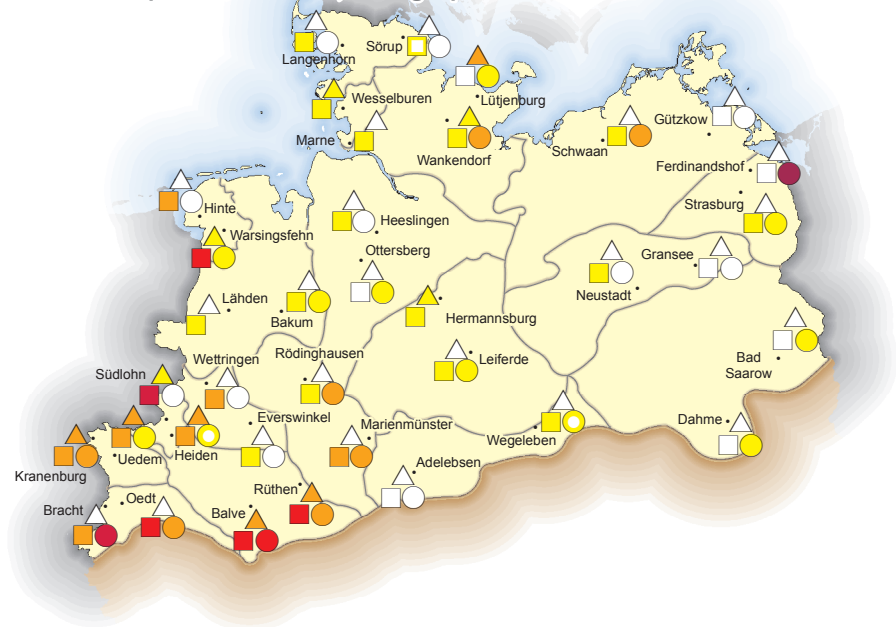 Langenhorn
Sörup
Wesselburen
Lütjenburg
Marne
Wankendorf
Schwaan
Gützkow
Ferdinandshof
Strasburg
Hinte
Warsingsfehn
Heeslingen
Ottersberg
Gransee
Neustadt
Lähden
Bakum
Hermannsburg
Bad
Saarow
Südlohn
Wettringen
Rödinghausen
Leiferde
Everswinkel
Marienmünster
Wegeleben
Dahme
Kranenburg
Uedem
Heiden
Adelebsen
Rüthen
Bracht
Oedt
Balve